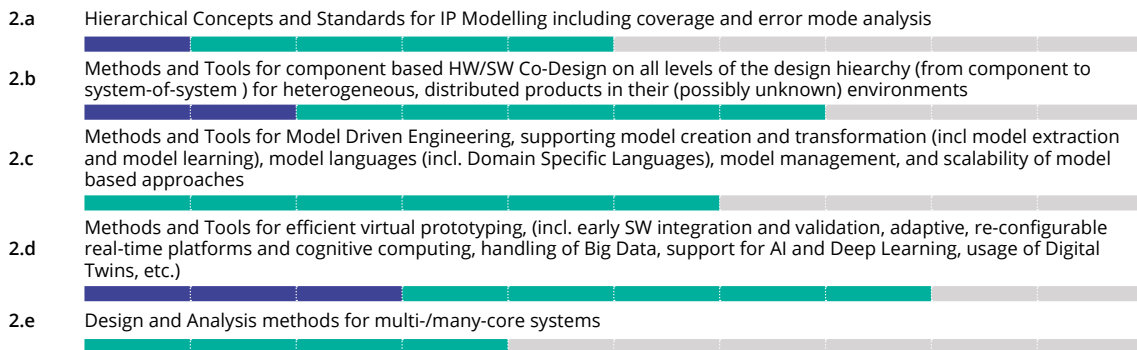 2.a Hierarchical Concepts and Standards for IP Modelling including coverage and error mode analysis
2.b Methods and Tools for component based HW/SW Co-Design on all levels of the design hiearchy (from component to
system-of-system ) for heterogeneous, distributed products in their (possibly unknown) environments
2.c Methods and Tools for Model Driven Engineering, supporting model creation and transformation (incl model extraction
and model learning), model languages (incl. Domain Specific Languages), model management, and scalability of model
based approaches
2.d Methods and Tools for efficient virtual prototyping, (incl. early SW integration and validation, adaptive, re-configurable
real-time platforms and cognitive computing, handling of Big Data, support for AI and Deep Learning, usage of Digital
Twins, etc.)
2.e Design and Analysis methods for multi-/many-core systems